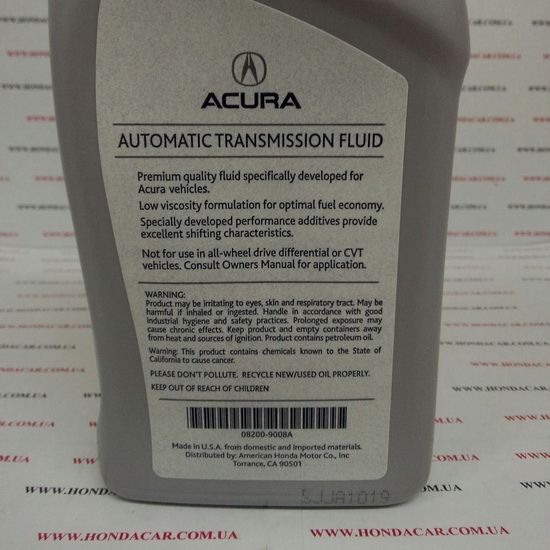 ACURA
AUTOMATIC TRANSMISSION FLUID
Premium quality fluid specifically developed for
Acura vehicles.
Low viscosity formulation for optimal fuel economy.
Specially developed performance additives provide
excellent shifting characteristics.
Not for use in all-wheel drive differential or CVT
vehicles. Consult Owners Manual for application.
WARNING:
Product may be irritating to eyes, skin and respiratory tract. May be
harmful if inhaled or ingested. Handle in accordance with good
industrial hygiene and safety practices. Prolonged exposure may
cause chronic effects. Keep product and empty containers away
from heat and sources of ignition. Product contains petroleum oil.
Warning: This product contains chemicals known to the State of
California to cause cancer.
PLEASE DON'T POLLUTE. RECYCLE NEW/USED OIL PROPERLY.
KEEP OUT OF REACH OF CHILDREN
08200-9008A
Made in U.S.A. from domestic and imported materials.
Distributed by: American Honda Motor Co., Inc
Torrance, CA 90501
5JJA1019
WWW.HONDACAR.COM.UA
WWW.HONDACAR.COM.UA